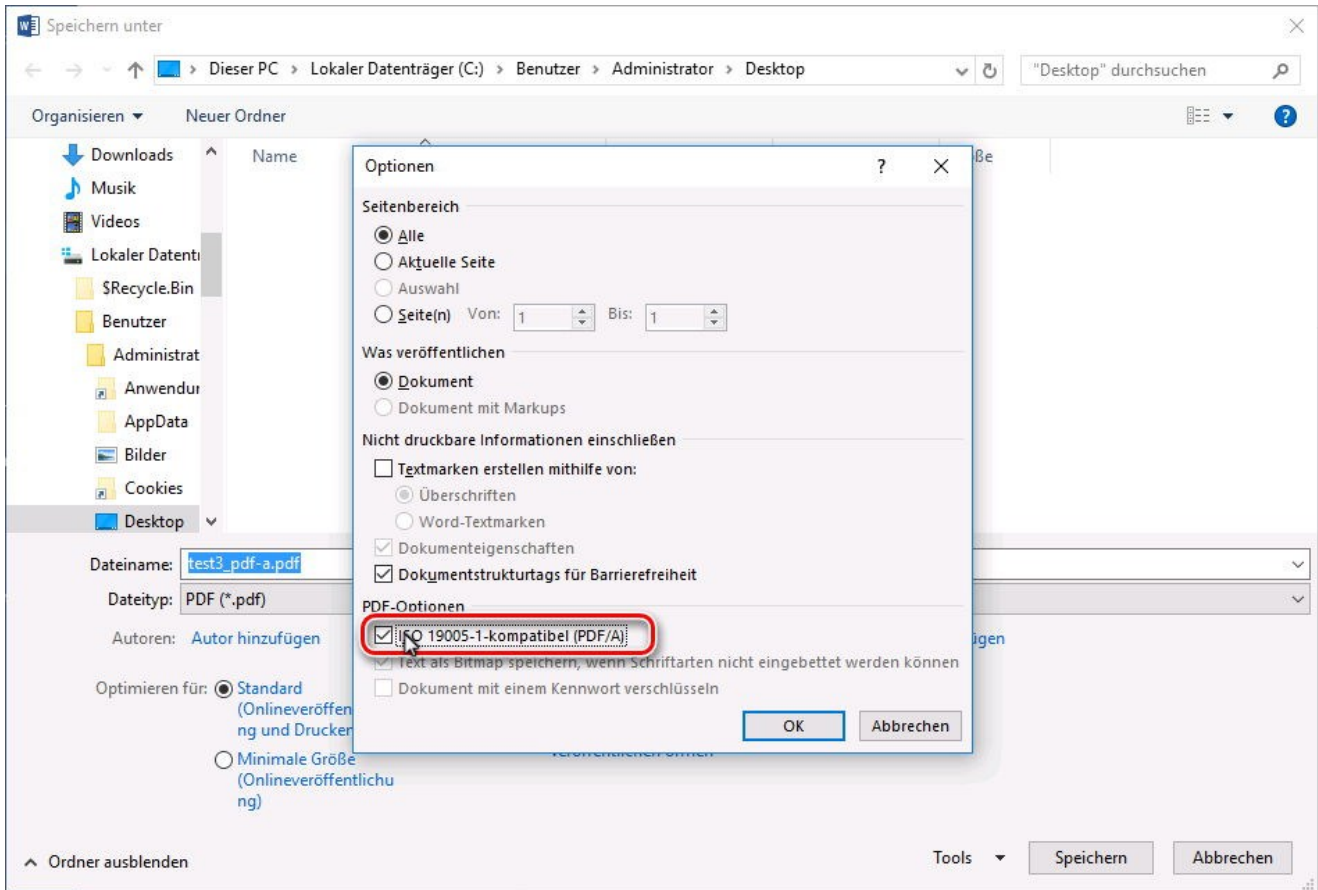 Speichern unter
Dieser PC > Lokaler Datenträger (C:) > Benutzer > Administrator > Desktop
"Desktop" durchsuchen
Organisieren
Neuer Ordner
Downloads
Musik
Videos
Lokaler Datentr
$Recycle.Bin
Benutzer
Administrat
Anwendun
AppData
Bilder
Cookies
Desktop
Name
ße
Optionen
?
Seitenbereich
Alle
Aktuelle Seite
Auswahl
Seite(n) Von: 1 Bis: 1
Was veröffentlichen
Dokument
Dokument mit Markups
Nicht druckbare Informationen einschließen
Textmarken erstellen mithilfe von:
Überschriften
Word-Textmarken
Dokumenteigenschaften
Dokumentstrukturtags für Barrierefreiheit
PDF-Optionen
ISO 19005-1-kompatibel (PDF/A)
Text als Bitmap speichern, wenn Schriftarten nicht eingebettet werden können
Dokument mit einem Kennwort verschlüsseln
OK
Abbrechen
Dateiname: test3_pdf-a.pdf
Dateityp: PDF (*.pdf)
Autoren: Autor hinzufügen
ügen
Optimieren für: Standard
(Onlineveröffen
ng und Drucken
Minimale Größe
(Onlineveröffentlichu
ng)
Ordner ausblenden
Tools
Speichern
Abbrechen